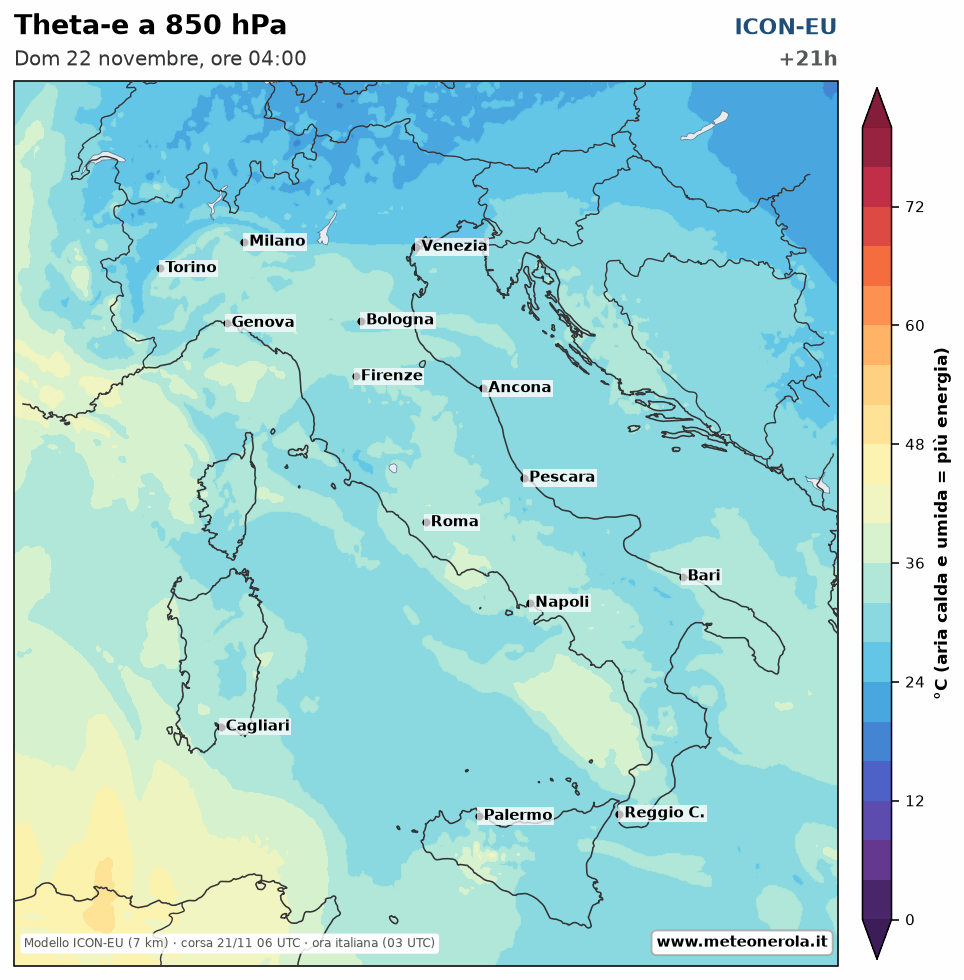 Theta-e a 850 hPa
ICON-EU
Dom 22 novembre, ore 04:00
+21h
Milano
Venezia
Torino
Genova
Bologna
Firenze
Ancona
Pescara
Roma
Bari
Napoli
Cagliari
Palermo
Reggio C.
72
60
48
36
24
12
0
°C (aria calda e umida = più energia)
Modello ICON-EU (7 km) · corsa 21/11 06 UTC · ora italiana (03 UTC)
www.meteonerola.it